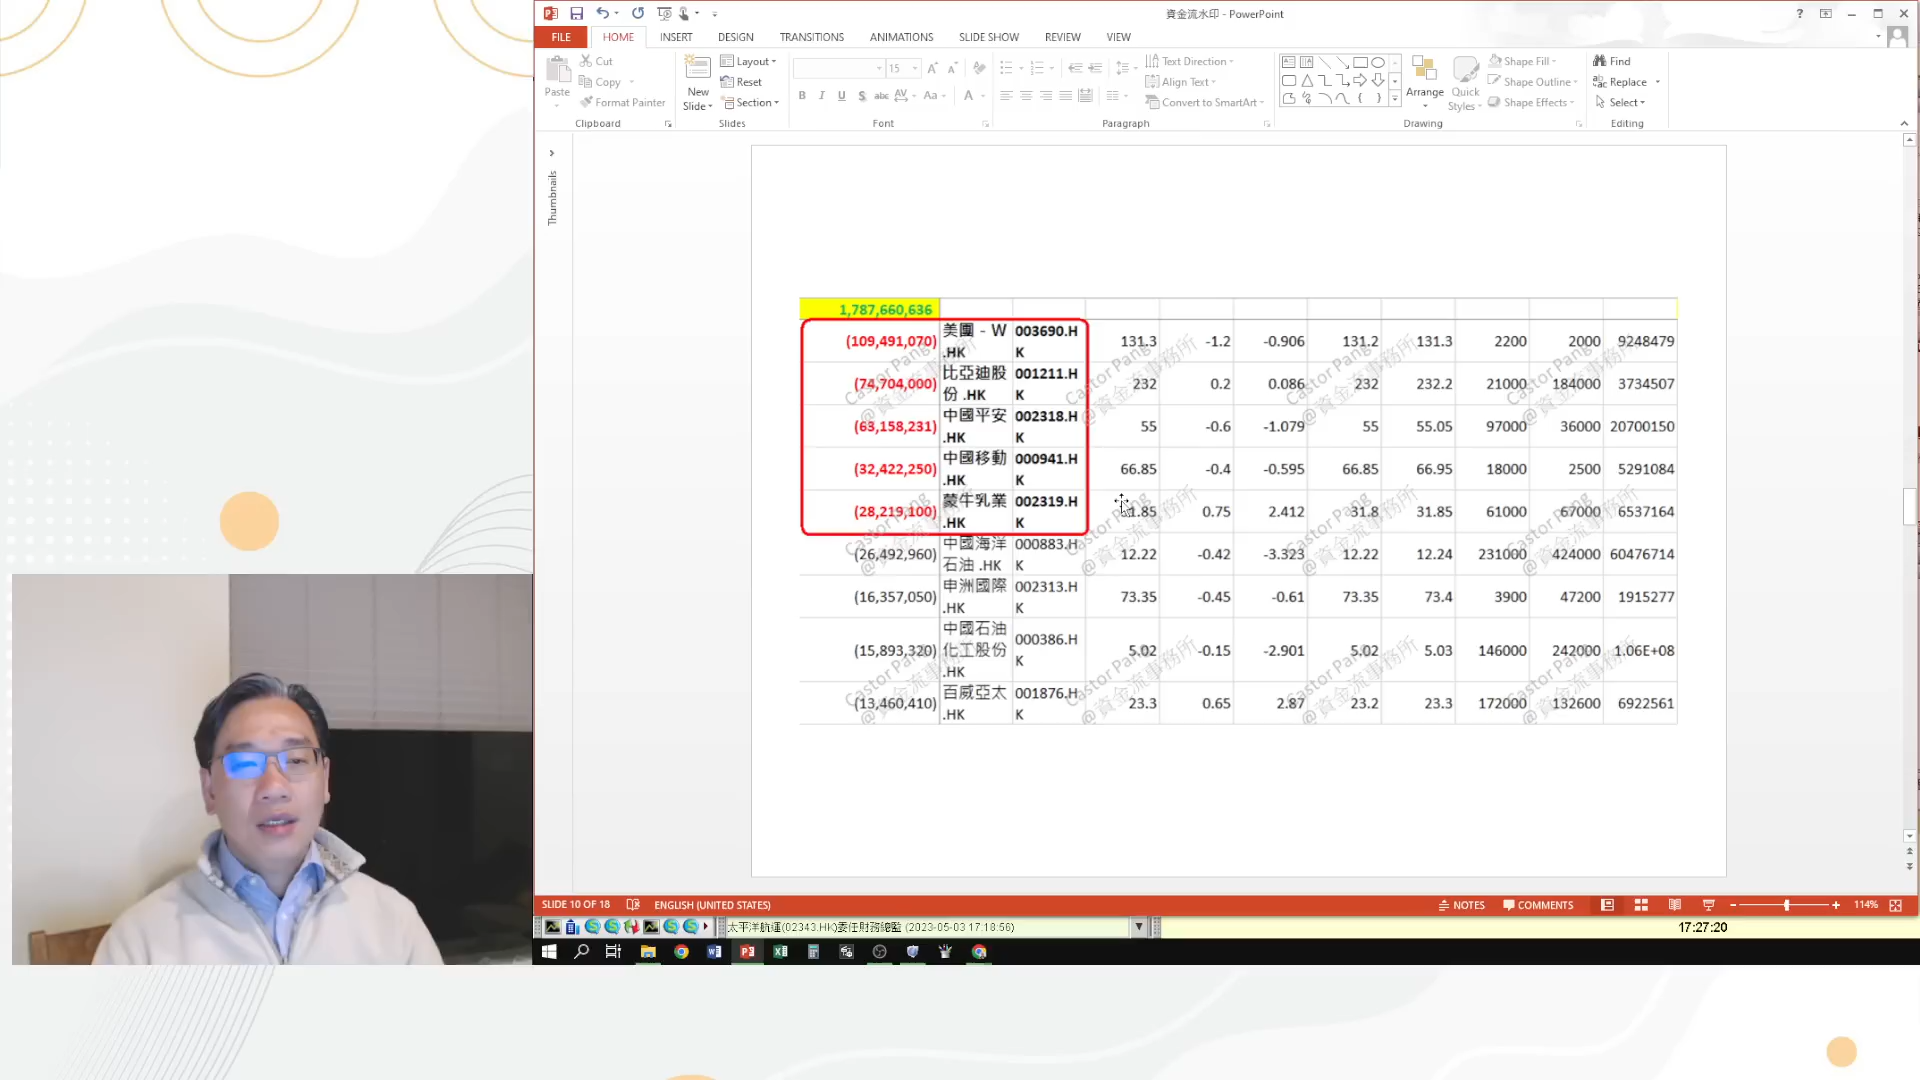 資金流水印 - PowerPoint
?
FILE
HOME
INSERT
DESIGN
TRANSITIONS
ANIMATIONS
SLIDE SHOW
REVIEW
VIEW
Paste
Cut
Copy
Format Painter
Clipboard
New
Slide
Layout
Reset
Section
Slides
15
Font
Text Direction
Align Text
Convert to SmartArt
Paragraph
Arrange
Quick
Styles
Shape Fill
Shape Outline
Shape Effects
Drawing
Find
Replace
Select
Editing
Thumbnails
1,787,660,636
(109,491,070) 美團 - W .HK 003690.HK 131.3 -1.2 -0.906 131.2 131.3 2200 2000 9248479
(74,704,000) 比亞迪股份 .HK 001211.HK 232 0.2 0.086 232 232.2 21000 184000 3734507
(63,158,231) 中國平安 .HK 002318.HK 55 -0.6 -1.079 55 55.05 97000 36000 20700150
(32,422,250) 中國移動 .HK 000941.HK 66.85 -0.4 -0.595 66.85 66.95 18000 2500 5291084
(28,219,100) 蒙牛乳業 .HK 002319.HK 1.85 0.75 2.412 31.8 31.85 61000 67000 6537164
(26,492,960) 中國海洋石油 .HK 000883.HK 12.22 -0.42 -3.323 12.22 12.24 231000 424000 60476714
(16,357,050) 申洲國際 .HK 002313.HK 73.35 -0.45 -0.61 73.35 73.4 3900 47200 1915277
(15,893,320) 中國石油化工股份 .HK 000386.HK 5.02 -0.15 -2.901 5.02 5.03 146000 242000 1.06E+08
(13,460,410) 百威亞太 .HK 001876.HK 23.3 0.65 2.87 23.2 23.3 172000 132600 6922561
Castor Pang
@資金流事務所
SLIDE 10 OF 18
ENGLISH (UNITED STATES)
NOTES
COMMENTS
114%
太平洋航運(02343.HK)委任財務總監 (2023-05-03 17:18:56)
17:27:20